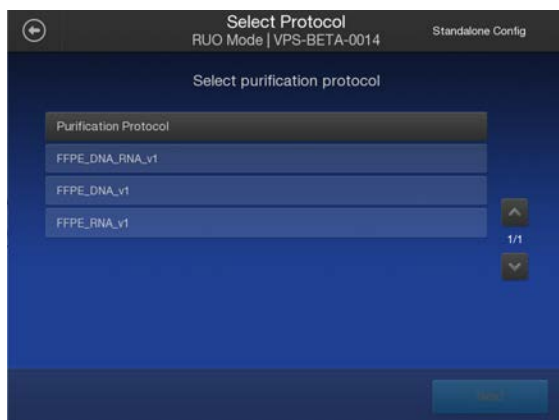 Select Protocol
RUO Mode | VPS-BETA-0014
Standalone Config
Select purification protocol
Purification Protocol
FFPE_DNA_RNA_v1
FFPE_DNA_v1
FFPE_RNA_v1
1/1
Next